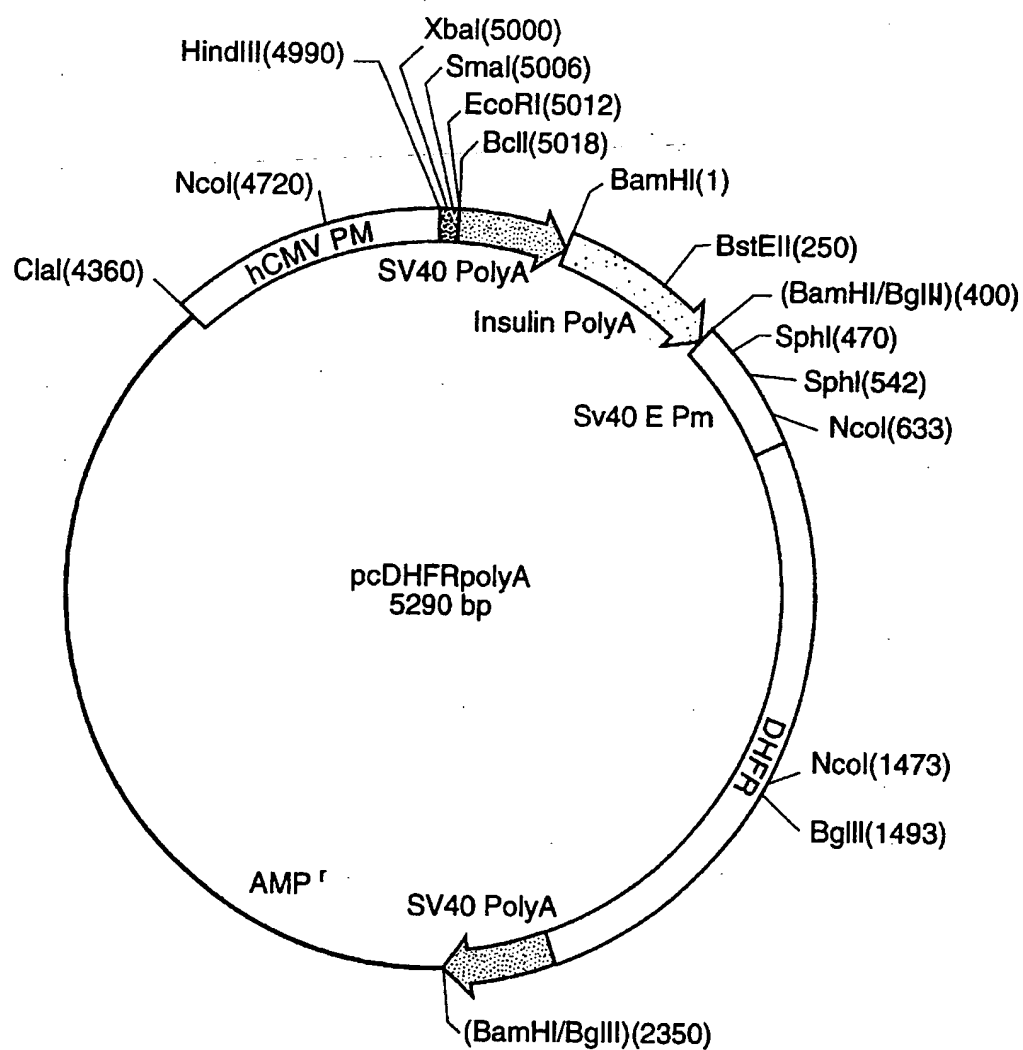 XbaI(5000)
HindIII(4990)
SmaI(5006)
EcoRI(5012)
BclI(5018)
NcoI(4720)
BamHI(1)
hCMV PM
BstEII(250)
ClaI(4360)
SV40 PolyA
(BamHI/BglII)(400)
Insulin PolyA
SphI(470)
SphI(542)
Sv40 E Pm
NcoI(633)
pcDHFRpolyA
5290 bp
DHFR
NcoI(1473)
BglII(1493)
AMP r
SV40 PolyA
(BamHI/BglII)(2350)